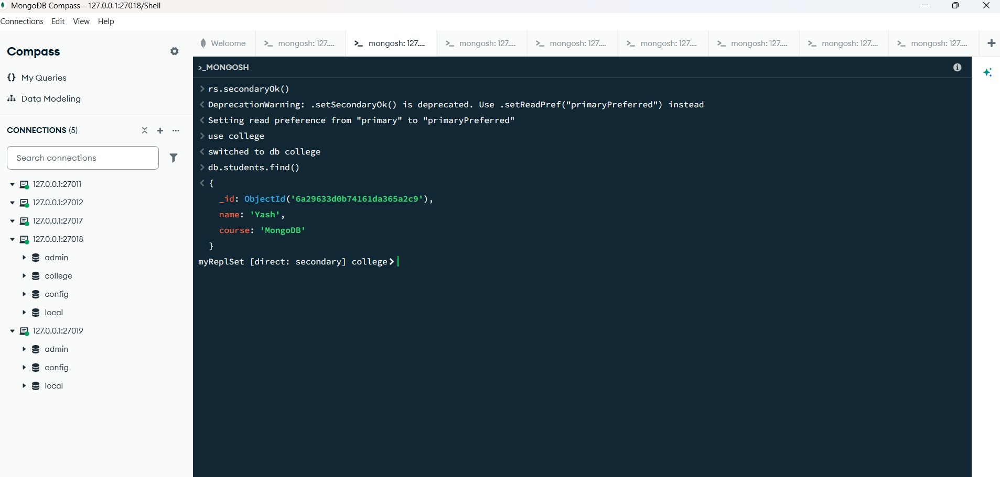 MongoDB Compass - 127.0.0.1:27018/Shell
Connections Edit View Help
Compass
My Queries
Data Modeling
CONNECTIONS (5)
Search connections
127.0.0.1:27011
127.0.0.1:27012
127.0.0.1:27017
127.0.0.1:27018
admin
college
config
local
127.0.0.1:27019
admin
config
local
Welcome
>_ mongosh: 127....
>_ mongosh: 127....
>_ mongosh: 127....
>_ mongosh: 127....
>_ mongosh: 127....
>_ mongosh: 127....
>_ mongosh: 127....
>_ mongosh: 127....
>_MONGOSH
> rs.secondaryOk()
< DeprecationWarning: .setSecondaryOk() is deprecated. Use .setReadPref("primaryPreferred") instead
< Setting read preference from "primary" to "primaryPreferred"
> use college
< switched to db college
> db.students.find()
< {
_id: ObjectId('6a29633d0b74161da365a2c9'),
name: 'Yash',
course: 'MongoDB'
}
myReplSet [direct: secondary] college>